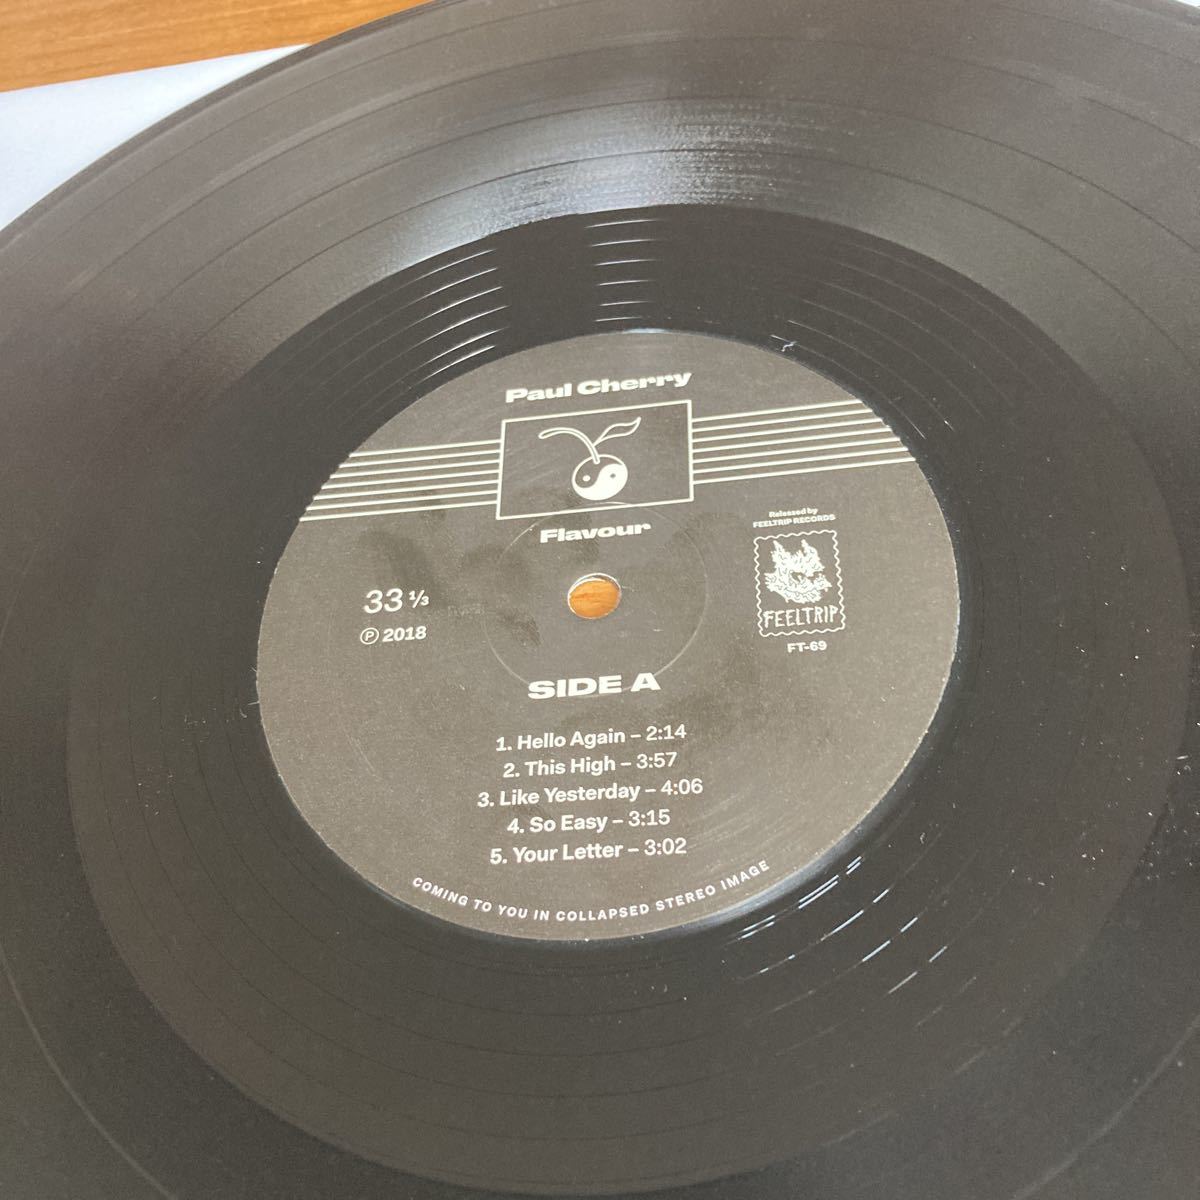 Paul Cherry
Flavour
Released by
FEELTRIP RECORDS
FEELTRIP
FT-69
33 ⅓
Ⓟ 2018
SIDE A
1. Hello Again – 2:14
2. This High – 3:57
3. Like Yesterday – 4:06
4. So Easy – 3:15
5. Your Letter – 3:02
COMING TO YOU IN COLLAPSED STEREO IMAGE